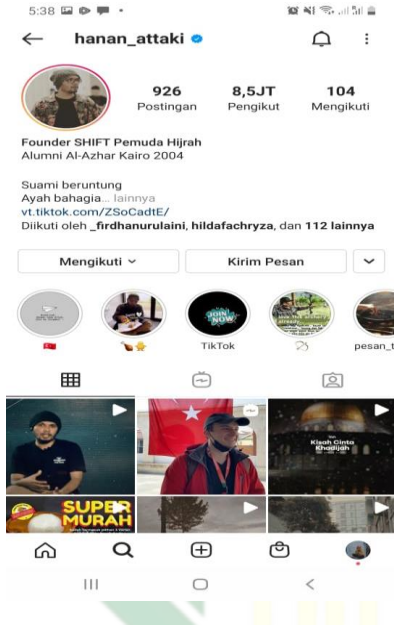 5:38
hanan_attaki
926
8,5JT
104
Postingan
Pengikut
Mengikuti
Founder SHIFT Pemuda Hijrah
Alumni Al-Azhar Kairo 2004
Suami beruntung
Ayah bahagia... lainnya
vt.tiktok.com/ZSoCadtE/
Diikuti oleh _firdhanurulaini, hildafachryza, dan 112 lainnya
Mengikuti
Kirim Pesan
JOIN NOW
TikTok
pesan_t
Kisah Cinta
Khadijah
SUPER
MURAH